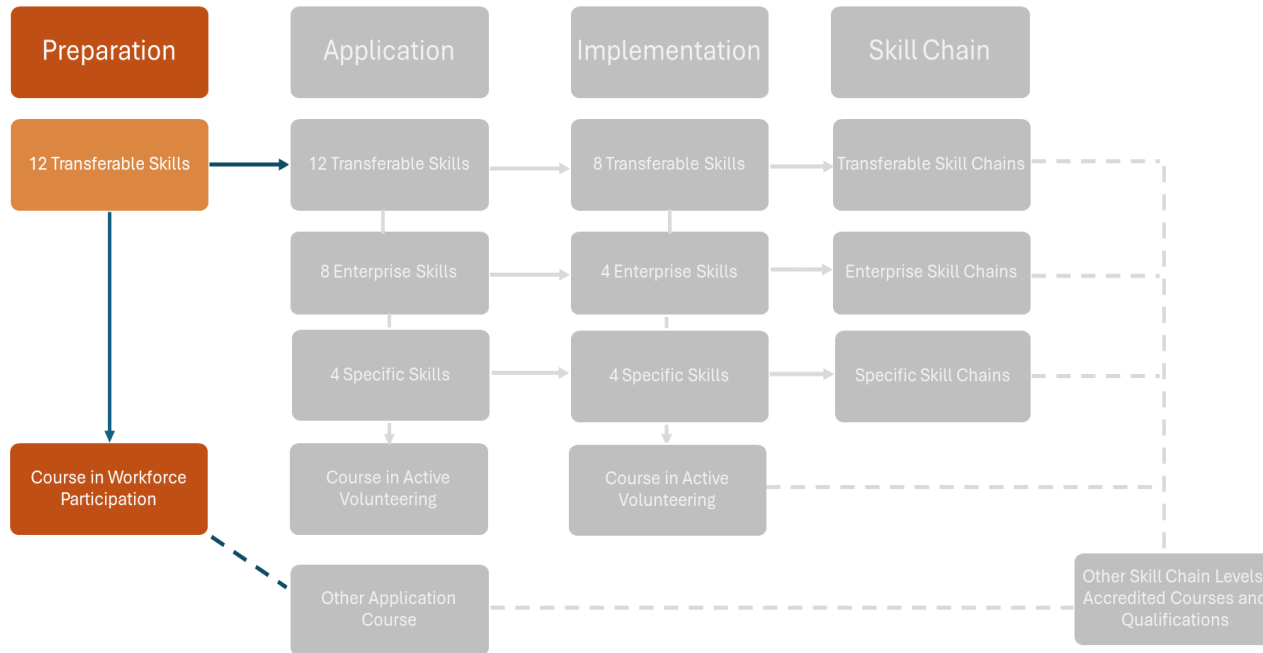 Preparation
Application
Implementation
Skill Chain
12 Transferable Skills
12 Transferable Skills
8 Transferable Skills
Transferable Skill Chains
8 Enterprise Skills
4 Enterprise Skills
Enterprise Skill Chains
4 Specific Skills
4 Specific Skills
Specific Skill Chains
Course in Workforce
Participation
Course in Active
Volunteering
Course in Active
Volunteering
Other Application
Course
Other Skill Chain Levels
Accredited Courses and
Qualifications